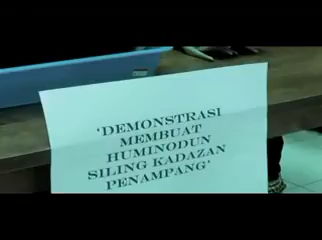 'DEMONSTRASI
MEMBUAT
HUMINODUN
SILING KADAZAN
PENAMPANG'